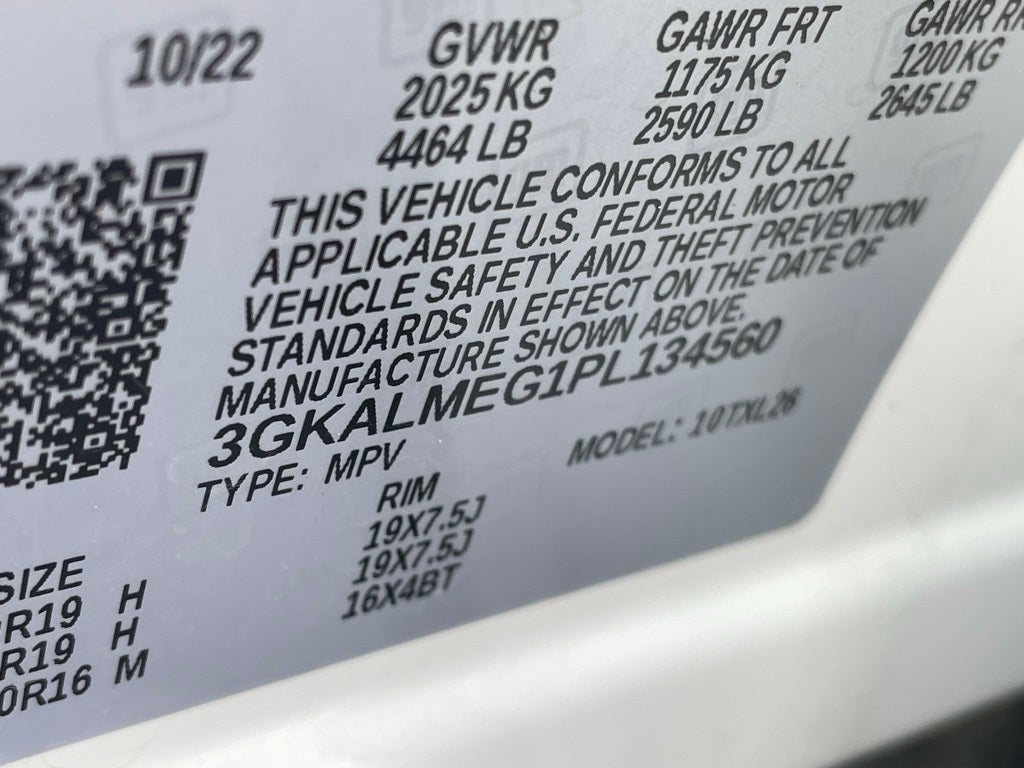 10/22
GVWR
2025 KG
4464 LB
GAWR FRT
1175 KG
2590 LB
GAWR
1200 KG
2645 LB
THIS VEHICLE CONFORMS TO ALL
APPLICABLE U.S. FEDERAL MOTOR
VEHICLE SAFETY AND THEFT PREVENTION
STANDARDS IN EFFECT ON THE DATE OF
MANUFACTURE SHOWN ABOVE.
3GKALMEG1PL134560
TYPE: MPV
MODEL: 10TXL26
SIZE
R19 H
R19 H
0R16 M
RIM
19X7.5J
19X7.5J
16X4BT